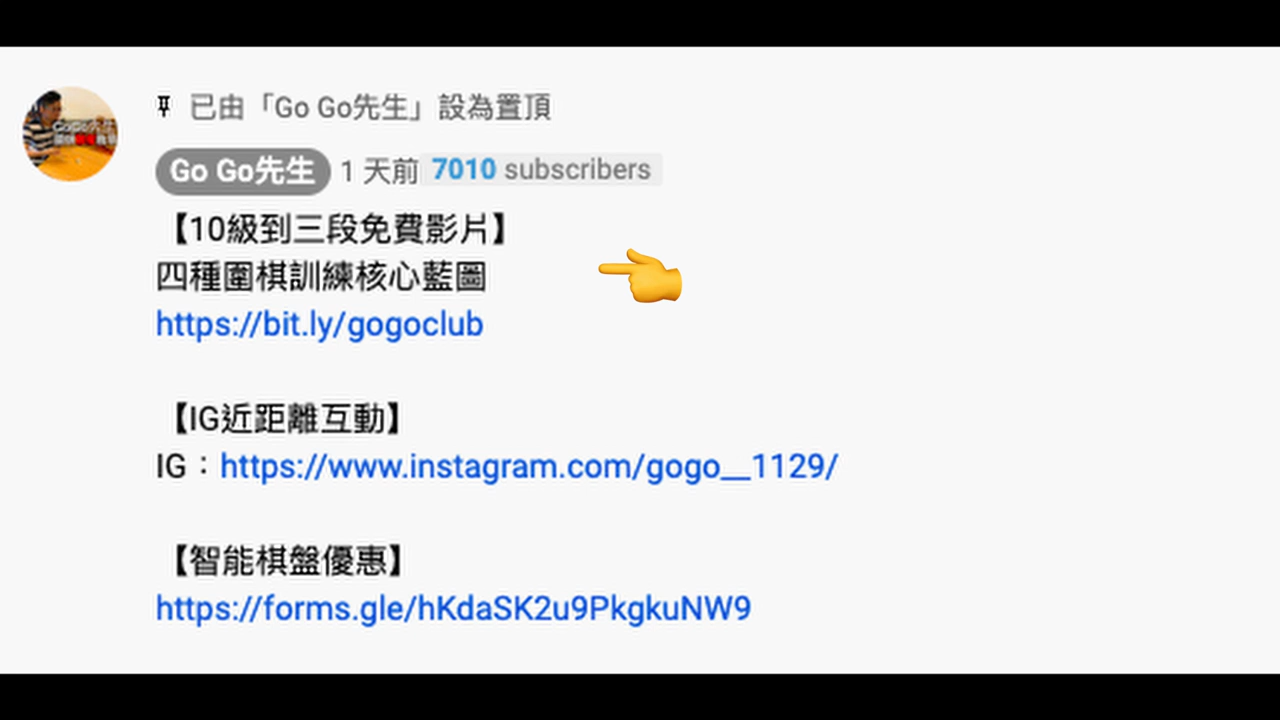 已由「Go Go先生」設為置頂
Go Go先生 1 天前 7010 subscribers
【10級到三段免費影片】
四種圍棋訓練核心藍圖
https://bit.ly/gogoclub
【IG近距離互動】
IG：https://www.instagram.com/gogo__1129/
【智能棋盤優惠】
https://forms.gle/hKdaSK2u9PkgkuNW9